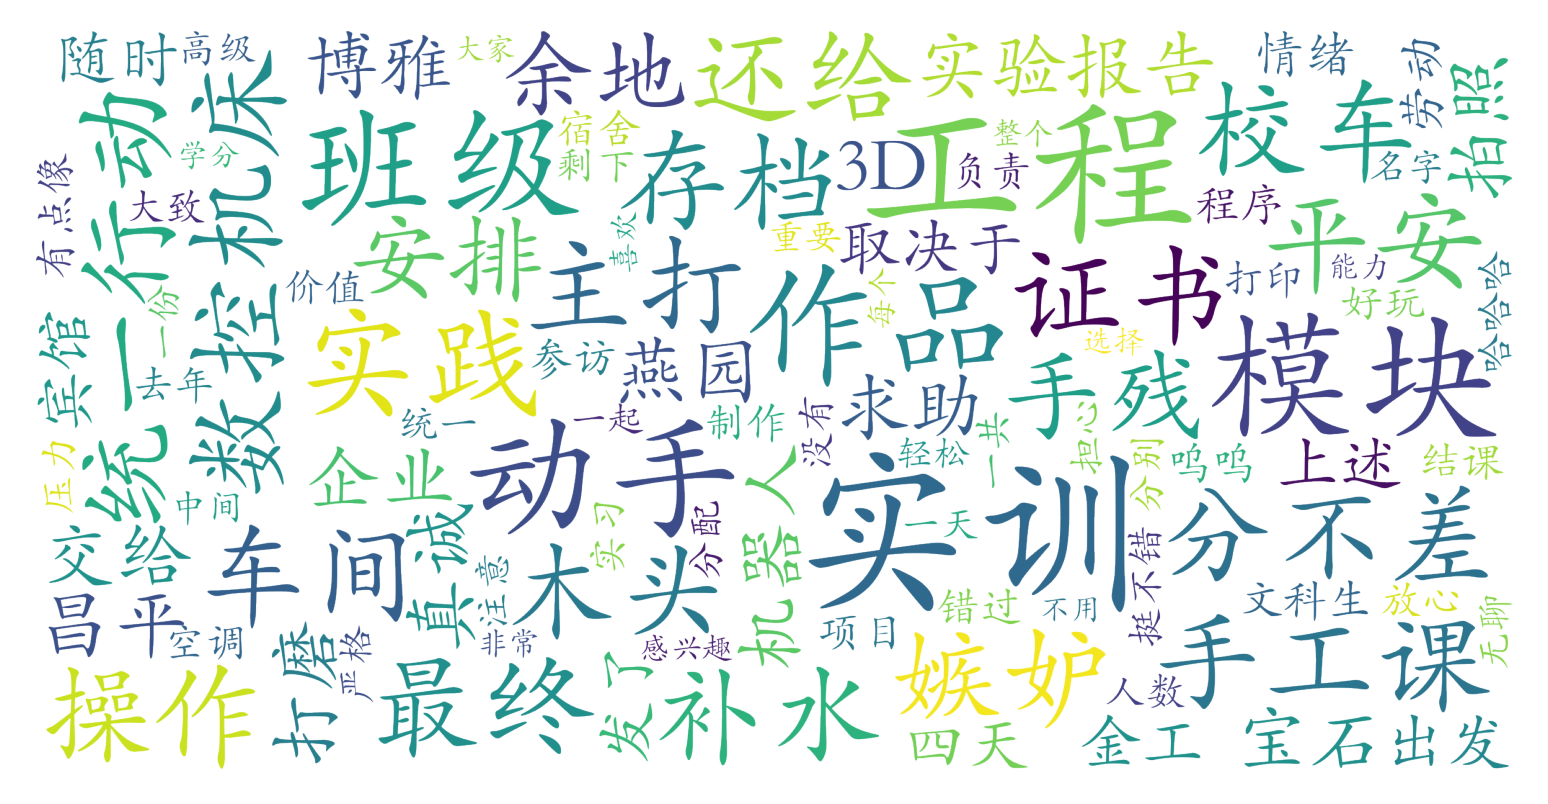 随时
高级
博雅
大家
余地
还给
实验报告
情绪
劳动
拍照
行动
机床
学分
有点像
大致
班级
宿舍
剩下
存档
3D
工程
整个
负责
校车
名字
程序
安排
喜欢
重要
取决于
平安
价值
主打
作品
每个
证书
打印
能力
好玩
哈哈哈
一份
宾馆
统一
去年
数控
实践
参访
燕园
选择
手残
模块
统一
一起
制作
没有
求助
压力
中间
企业
动手
机器人
轻松
一共
担心
分别
呜呜
上述
结课
交给
车间
真诚
注意
木头
实习
分配
实训
一天
挺不错
分不差
昌平
空调
打磨
严格
非常
感兴趣
项目
错过
不用
文科生
放心
无聊
操作
最终
发了
补水
嫉妒
四天
人数
手工课
金工
宝石
出发